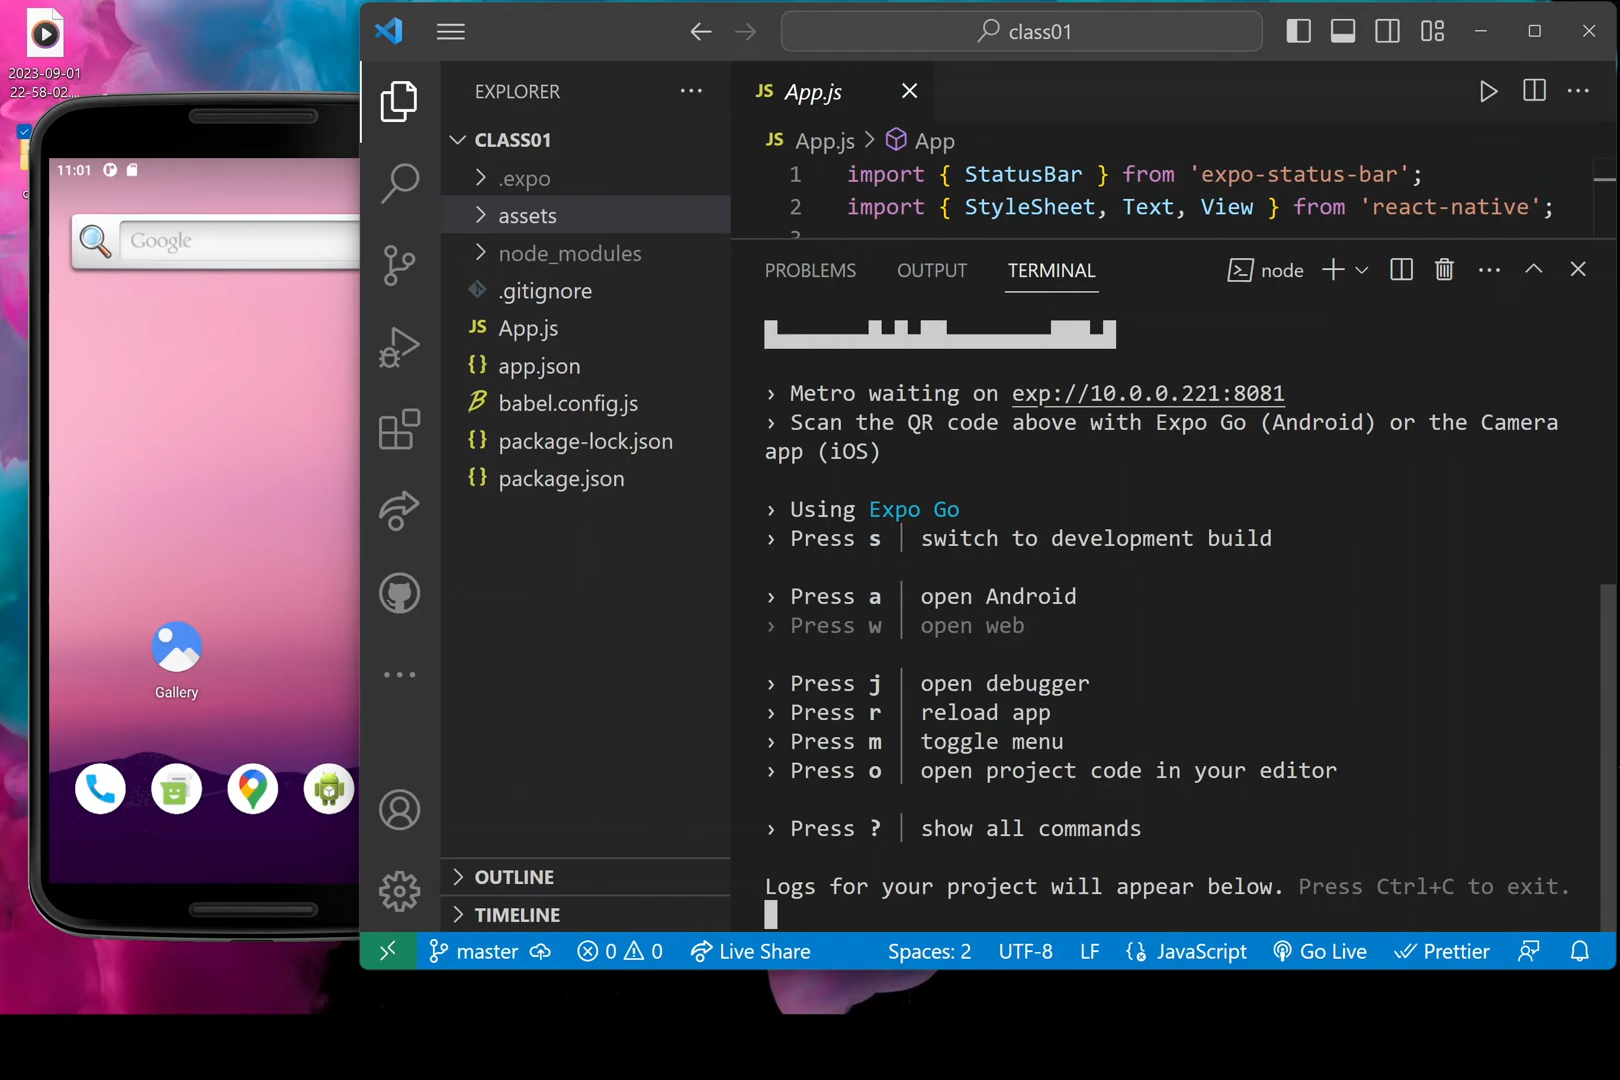 2023-09-01
22-58-02....
11:01
Google
Gallery
class01
EXPLORER
CLASS01
.expo
assets
node_modules
.gitignore
JS App.js
{} app.json
babel.config.js
{} package-lock.json
{} package.json
OUTLINE
TIMELINE
JS App.js
JS App.js > App
1 import { StatusBar } from 'expo-status-bar';
2 import { StyleSheet, Text, View } from 'react-native';
3
PROBLEMS OUTPUT TERMINAL node
› Metro waiting on exp://10.0.0.221:8081
› Scan the QR code above with Expo Go (Android) or the Camera
app (iOS)
› Using Expo Go
› Press s │ switch to development build
› Press a │ open Android
› Press w │ open web
› Press j │ open debugger
› Press r │ reload app
› Press m │ toggle menu
› Press o │ open project code in your editor
› Press ? │ show all commands
Logs for your project will appear below. Press Ctrl+C to exit.
master 0 0 Live Share Spaces: 2 UTF-8 LF JavaScript Go Live Prettier